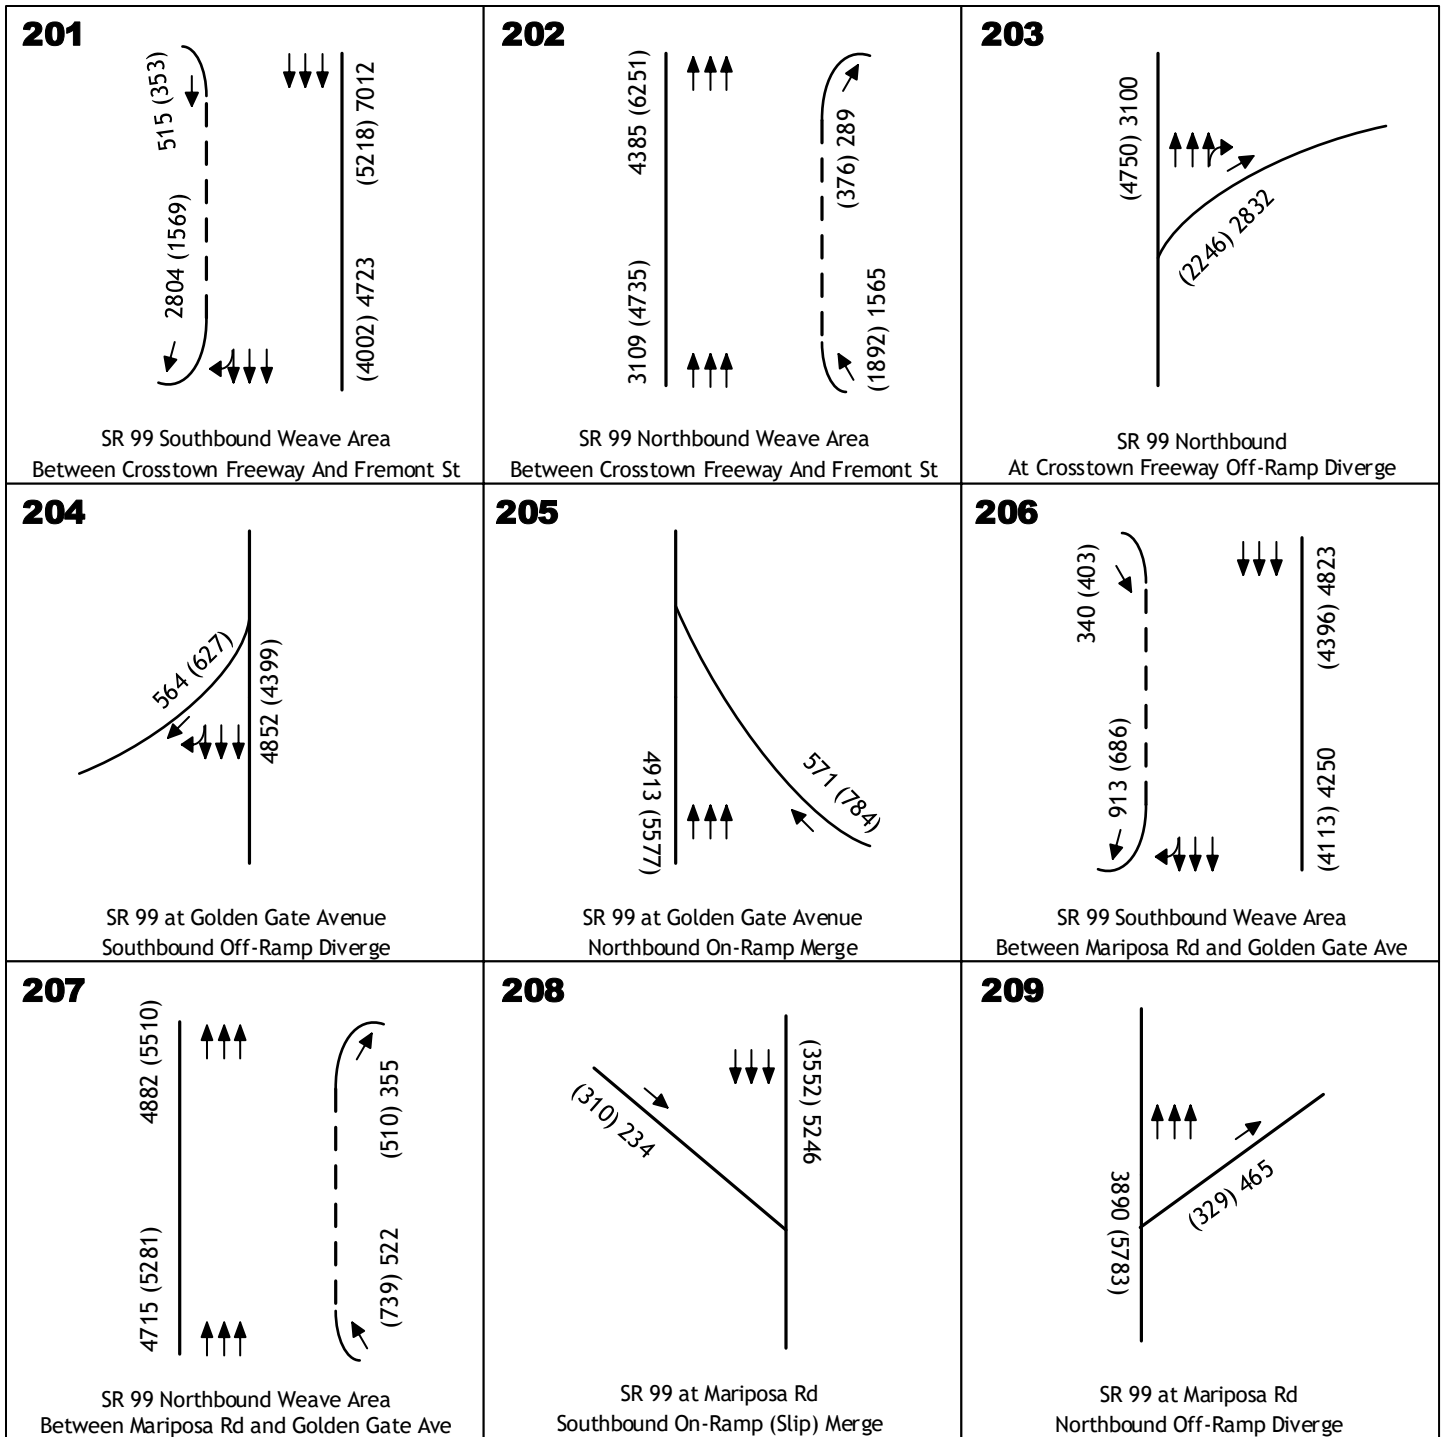 201
515 (353)
(5218) 7012
2804 (1569)
(4002) 4723
SR 99 Southbound Weave Area
Between Crosstown Freeway And Fremont St
202
4385 (6251)
(376) 289
3109 (4735)
(1892) 1565
SR 99 Northbound Weave Area
Between Crosstown Freeway And Fremont St
203
(4750) 3100
(2246) 2832
SR 99 Northbound
At Crosstown Freeway Off-Ramp Diverge
204
564 (627)
4852 (4399)
SR 99 at Golden Gate Avenue
Southbound Off-Ramp Diverge
205
4913 (5577)
571 (784)
SR 99 at Golden Gate Avenue
Northbound On-Ramp Merge
206
340 (403)
(4396) 4823
913 (686)
(4113) 4250
SR 99 Southbound Weave Area
Between Mariposa Rd and Golden Gate Ave
207
4882 (5510)
(510) 355
4715 (5281)
(739) 522
SR 99 Northbound Weave Area
Between Mariposa Rd and Golden Gate Ave
208
(310) 234
(3552) 5246
SR 99 at Mariposa Rd
Southbound On-Ramp (Slip) Merge
209
3890 (5783)
(329) 465
SR 99 at Mariposa Rd
Northbound Off-Ramp Diverge